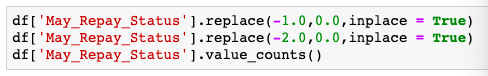 df['May_Repay_Status'].replace(-1.0,0.0,inplace = True)
df['May_Repay_Status'].replace(-2.0,0.0,inplace = True)
df['May_Repay_Status'].value_counts()